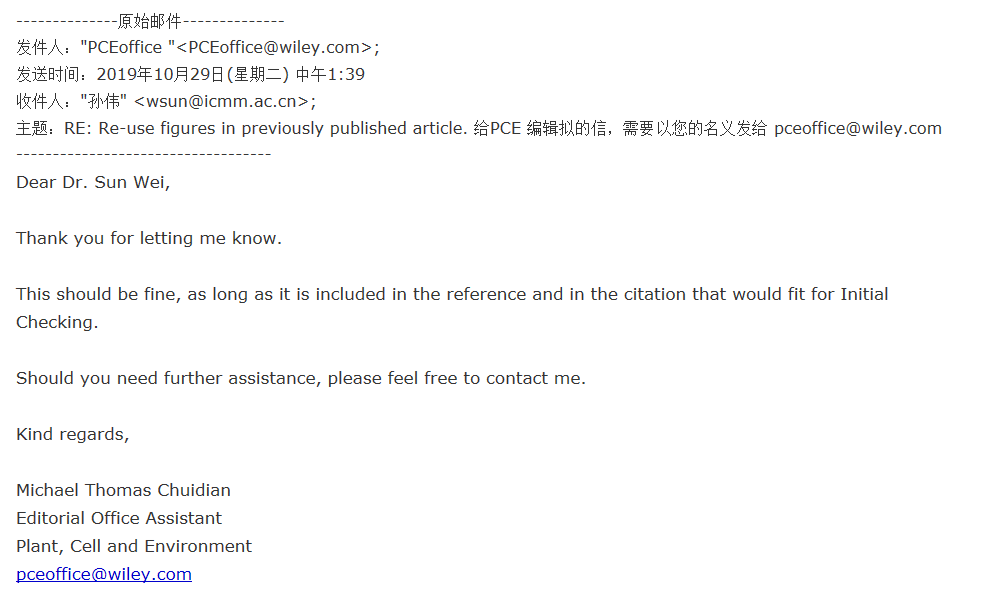 --------------原始邮件--------------
发件人："PCEoffice "<PCEoffice@wiley.com>;
发送时间：2019年10月29日(星期二) 中午1:39
收件人："孙伟" <wsun@icmm.ac.cn>;
主题：RE: Re-use figures in previously published article. 给PCE 编辑拟的信，需要以您的名义发给 pceoffice@wiley.com
-----------------------------------
Dear Dr. Sun Wei,
Thank you for letting me know.
This should be fine, as long as it is included in the reference and in the citation that would fit for Initial
Checking.
Should you need further assistance, please feel free to contact me.
Kind regards,
Michael Thomas Chuidian
Editorial Office Assistant
Plant, Cell and Environment
pceoffice@wiley.com